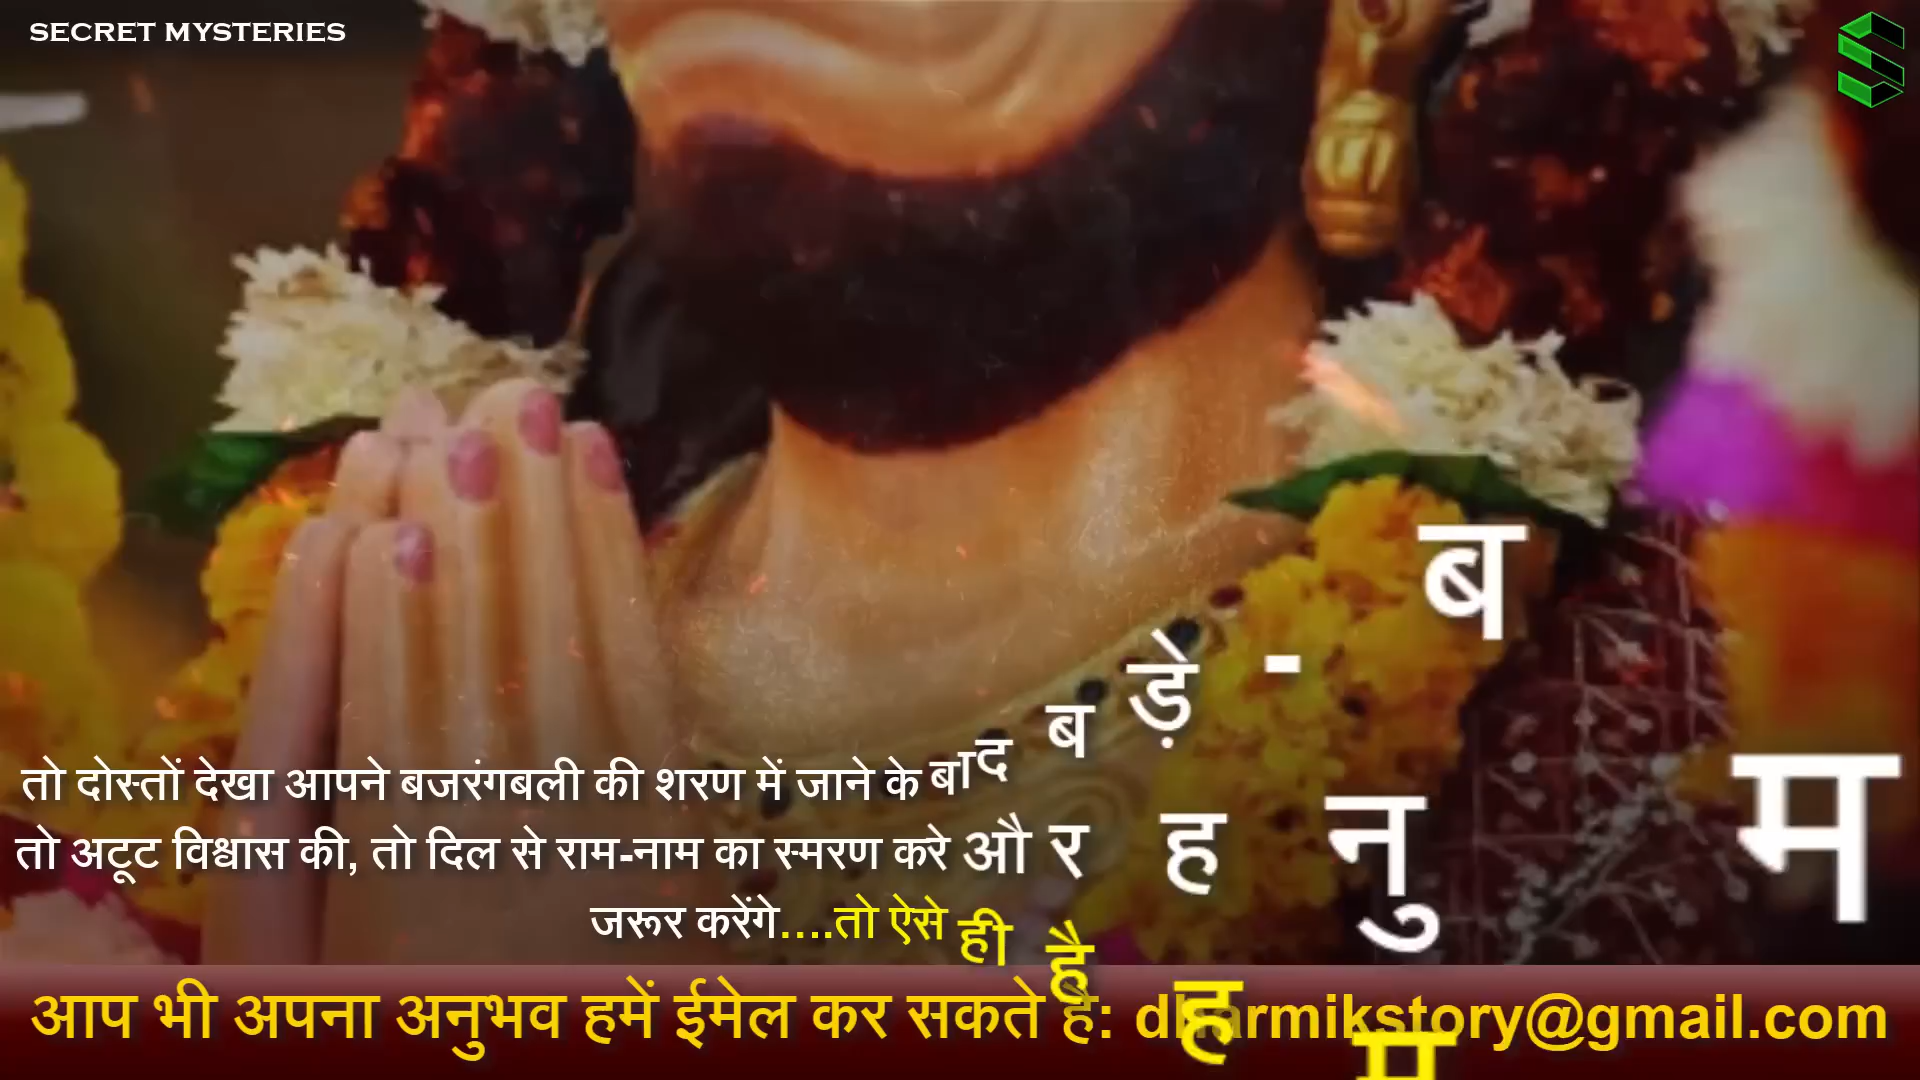 SECRET MYSTERIES
तो दोस्तों देखा आपने बजरंगबली की शरण में जाने के बाद बड़े - ब
तो अटूट विश्वास की, तो दिल से राम-नाम का स्मरण करे और हनु म
जरूर करेंगे....तो ऐसे ही है ह म
आप भी अपना अनुभव हमें ईमेल कर सकते है: dharmikstory@gmail.com